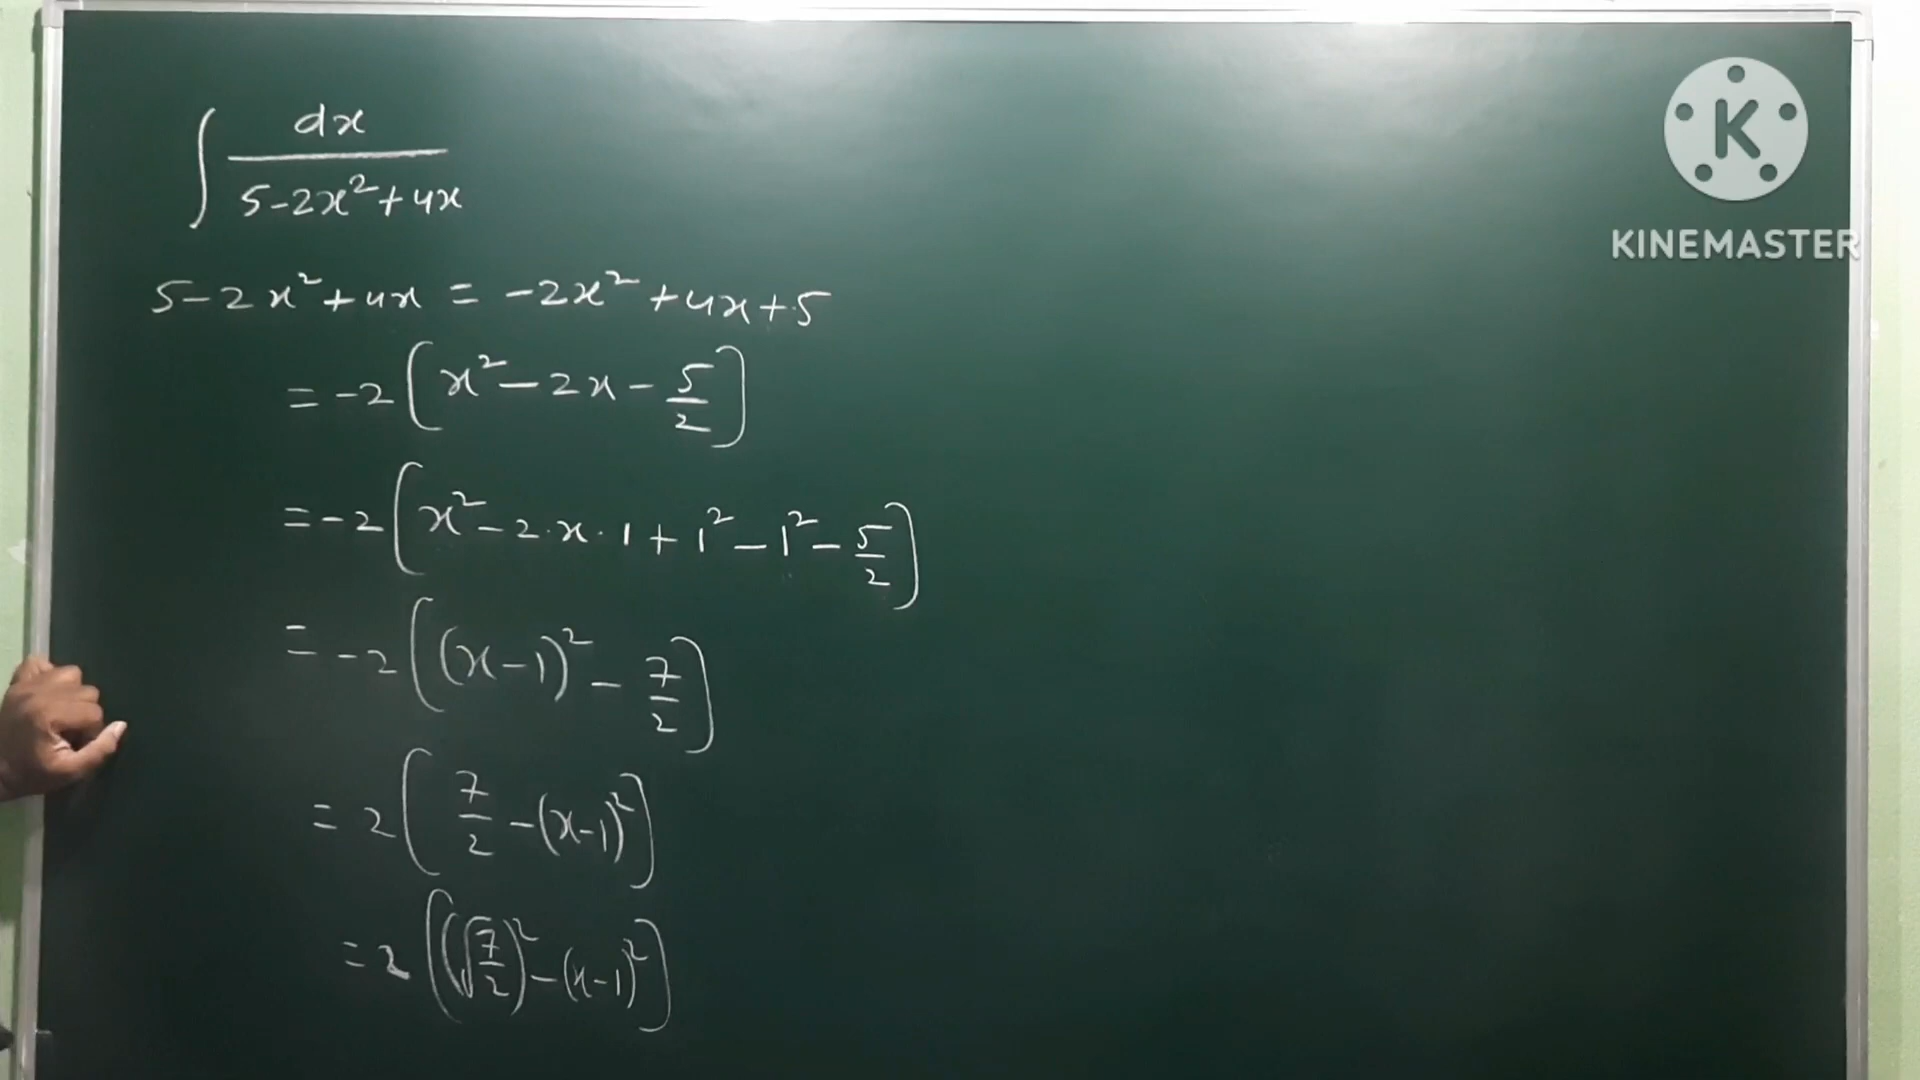 ∫ dx / (5-2x²+4x)
5-2x²+4x = -2x²+4x+5
= -2(x²-2x-5/2)
= -2(x²-2·x·1+1²-1²-5/2)
= -2((x-1)²-7/2)
= 2(7/2-(x-1)²)
= 2((√(7/2))²-(x-1)²)
K
KINEMASTER